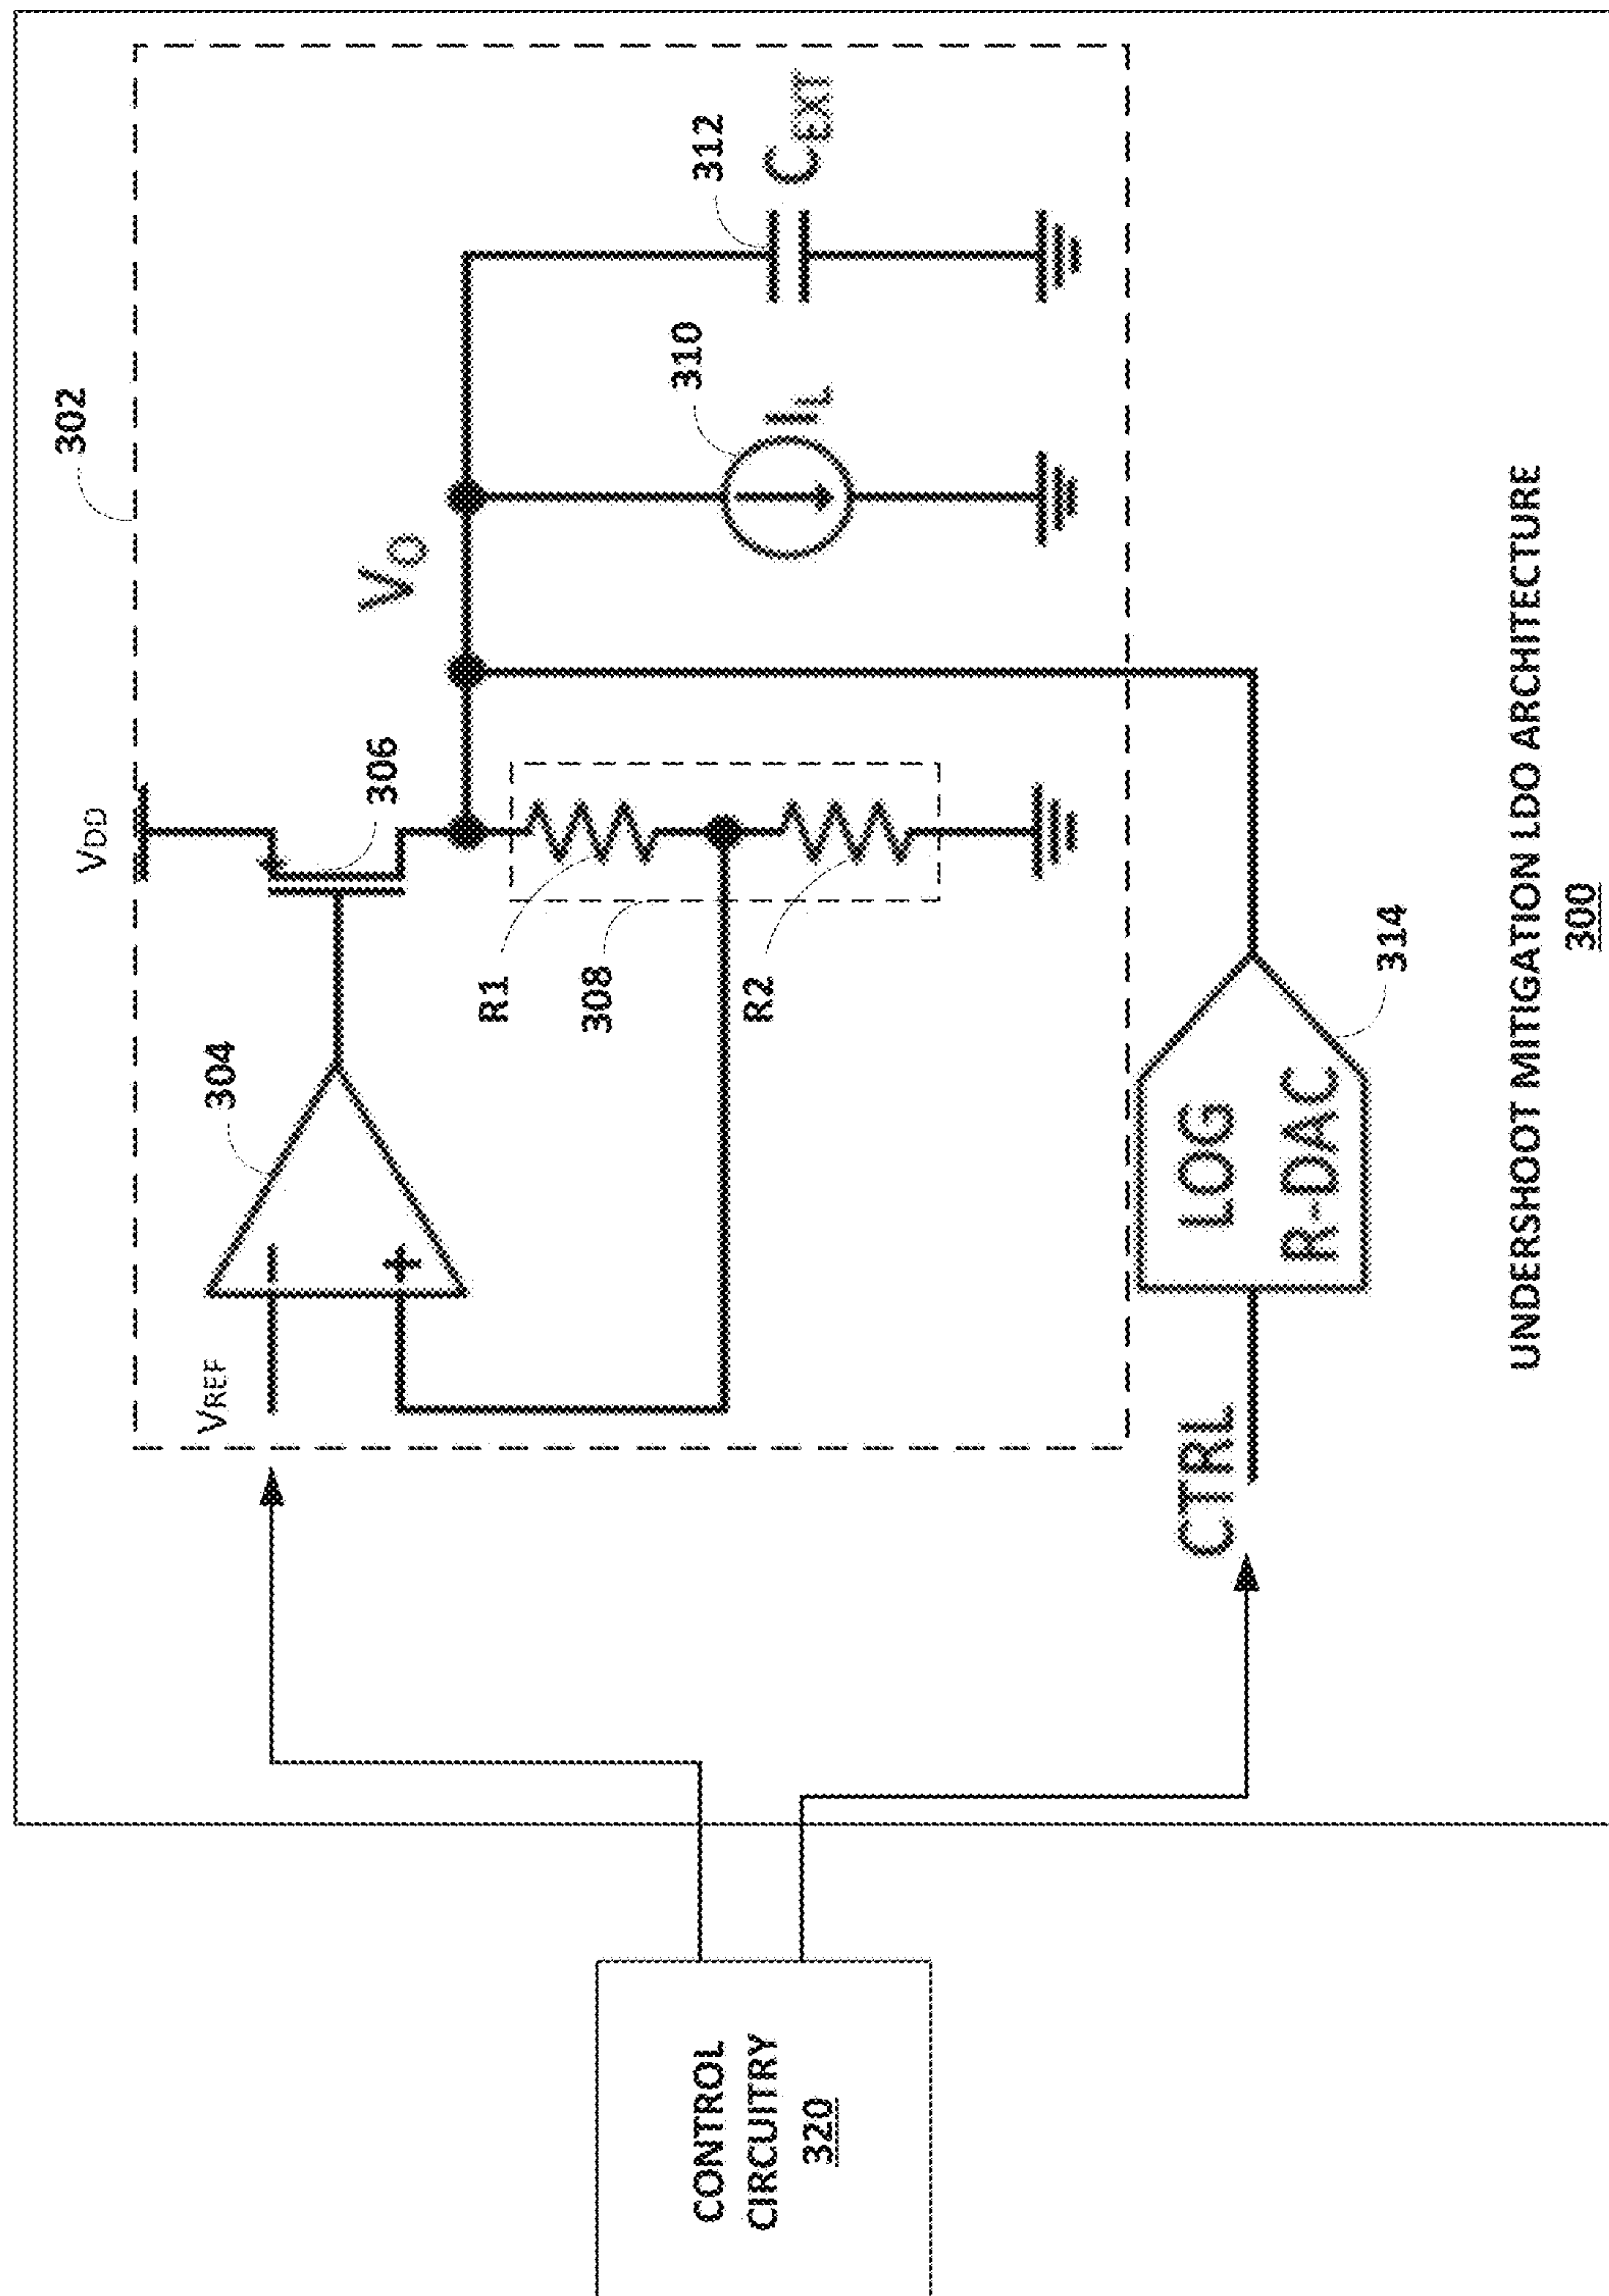 302
VDD
306
VREF
304
VO
R1
308
R2
310
IL
312
CEXT
CTRL
LOG
R-DAC
314
CONTROL
CIRCUITRY
320
UNDERSHOOT MITIGATION LDO ARCHITECTURE
300